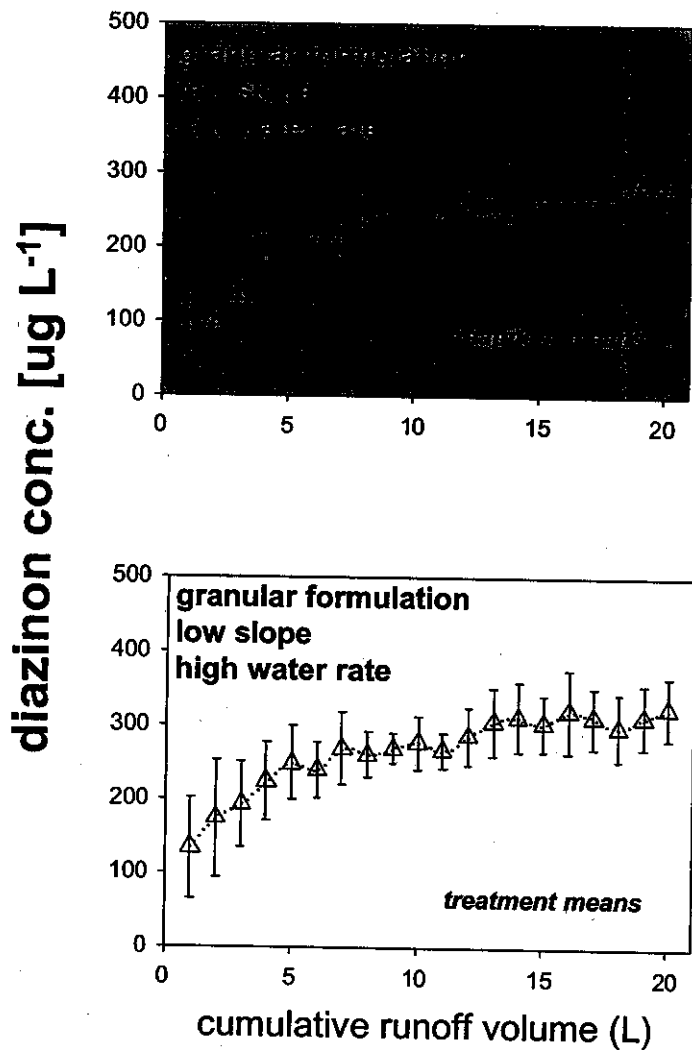 diazinon conc. [ug L-1]
500
400
300
200
100
0
0 5 10 15 20
500
400
300
200
100
0
granular formulation
low slope
high water rate
treatment means
0 5 10 15 20
cumulative runoff volume (L)